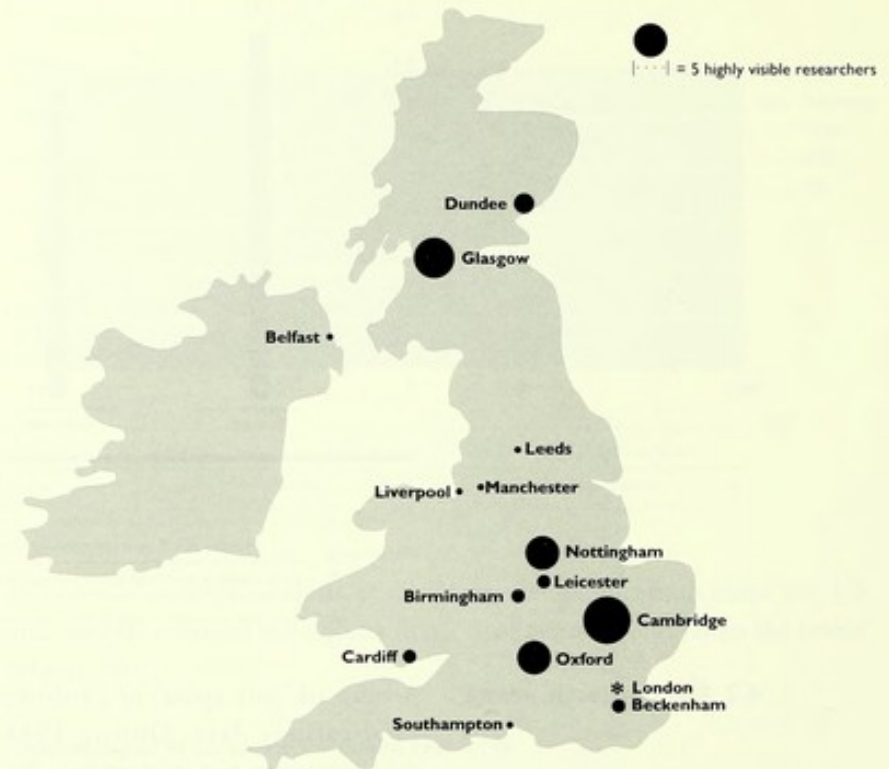 = 5 highly visible researchers
Dundee
Glasgow
Belfast
Leeds
Liverpool
Manchester
Nottingham
Leicester
Birmingham
Cambridge
Cardiff
Oxford
* London
Beckenham
Southampton